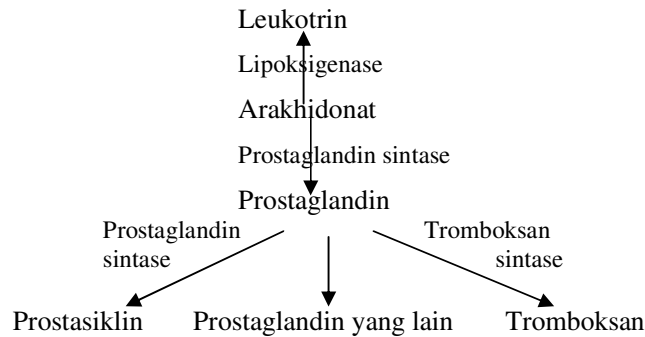 Leukotrin
Lipoksigenase
Arakhidonat
Prostaglandin sintase
Prostaglandin
Prostaglandin
sintase
Tromboksan
sintase
Prostasiklin
Prostaglandin yang lain
Tromboksan